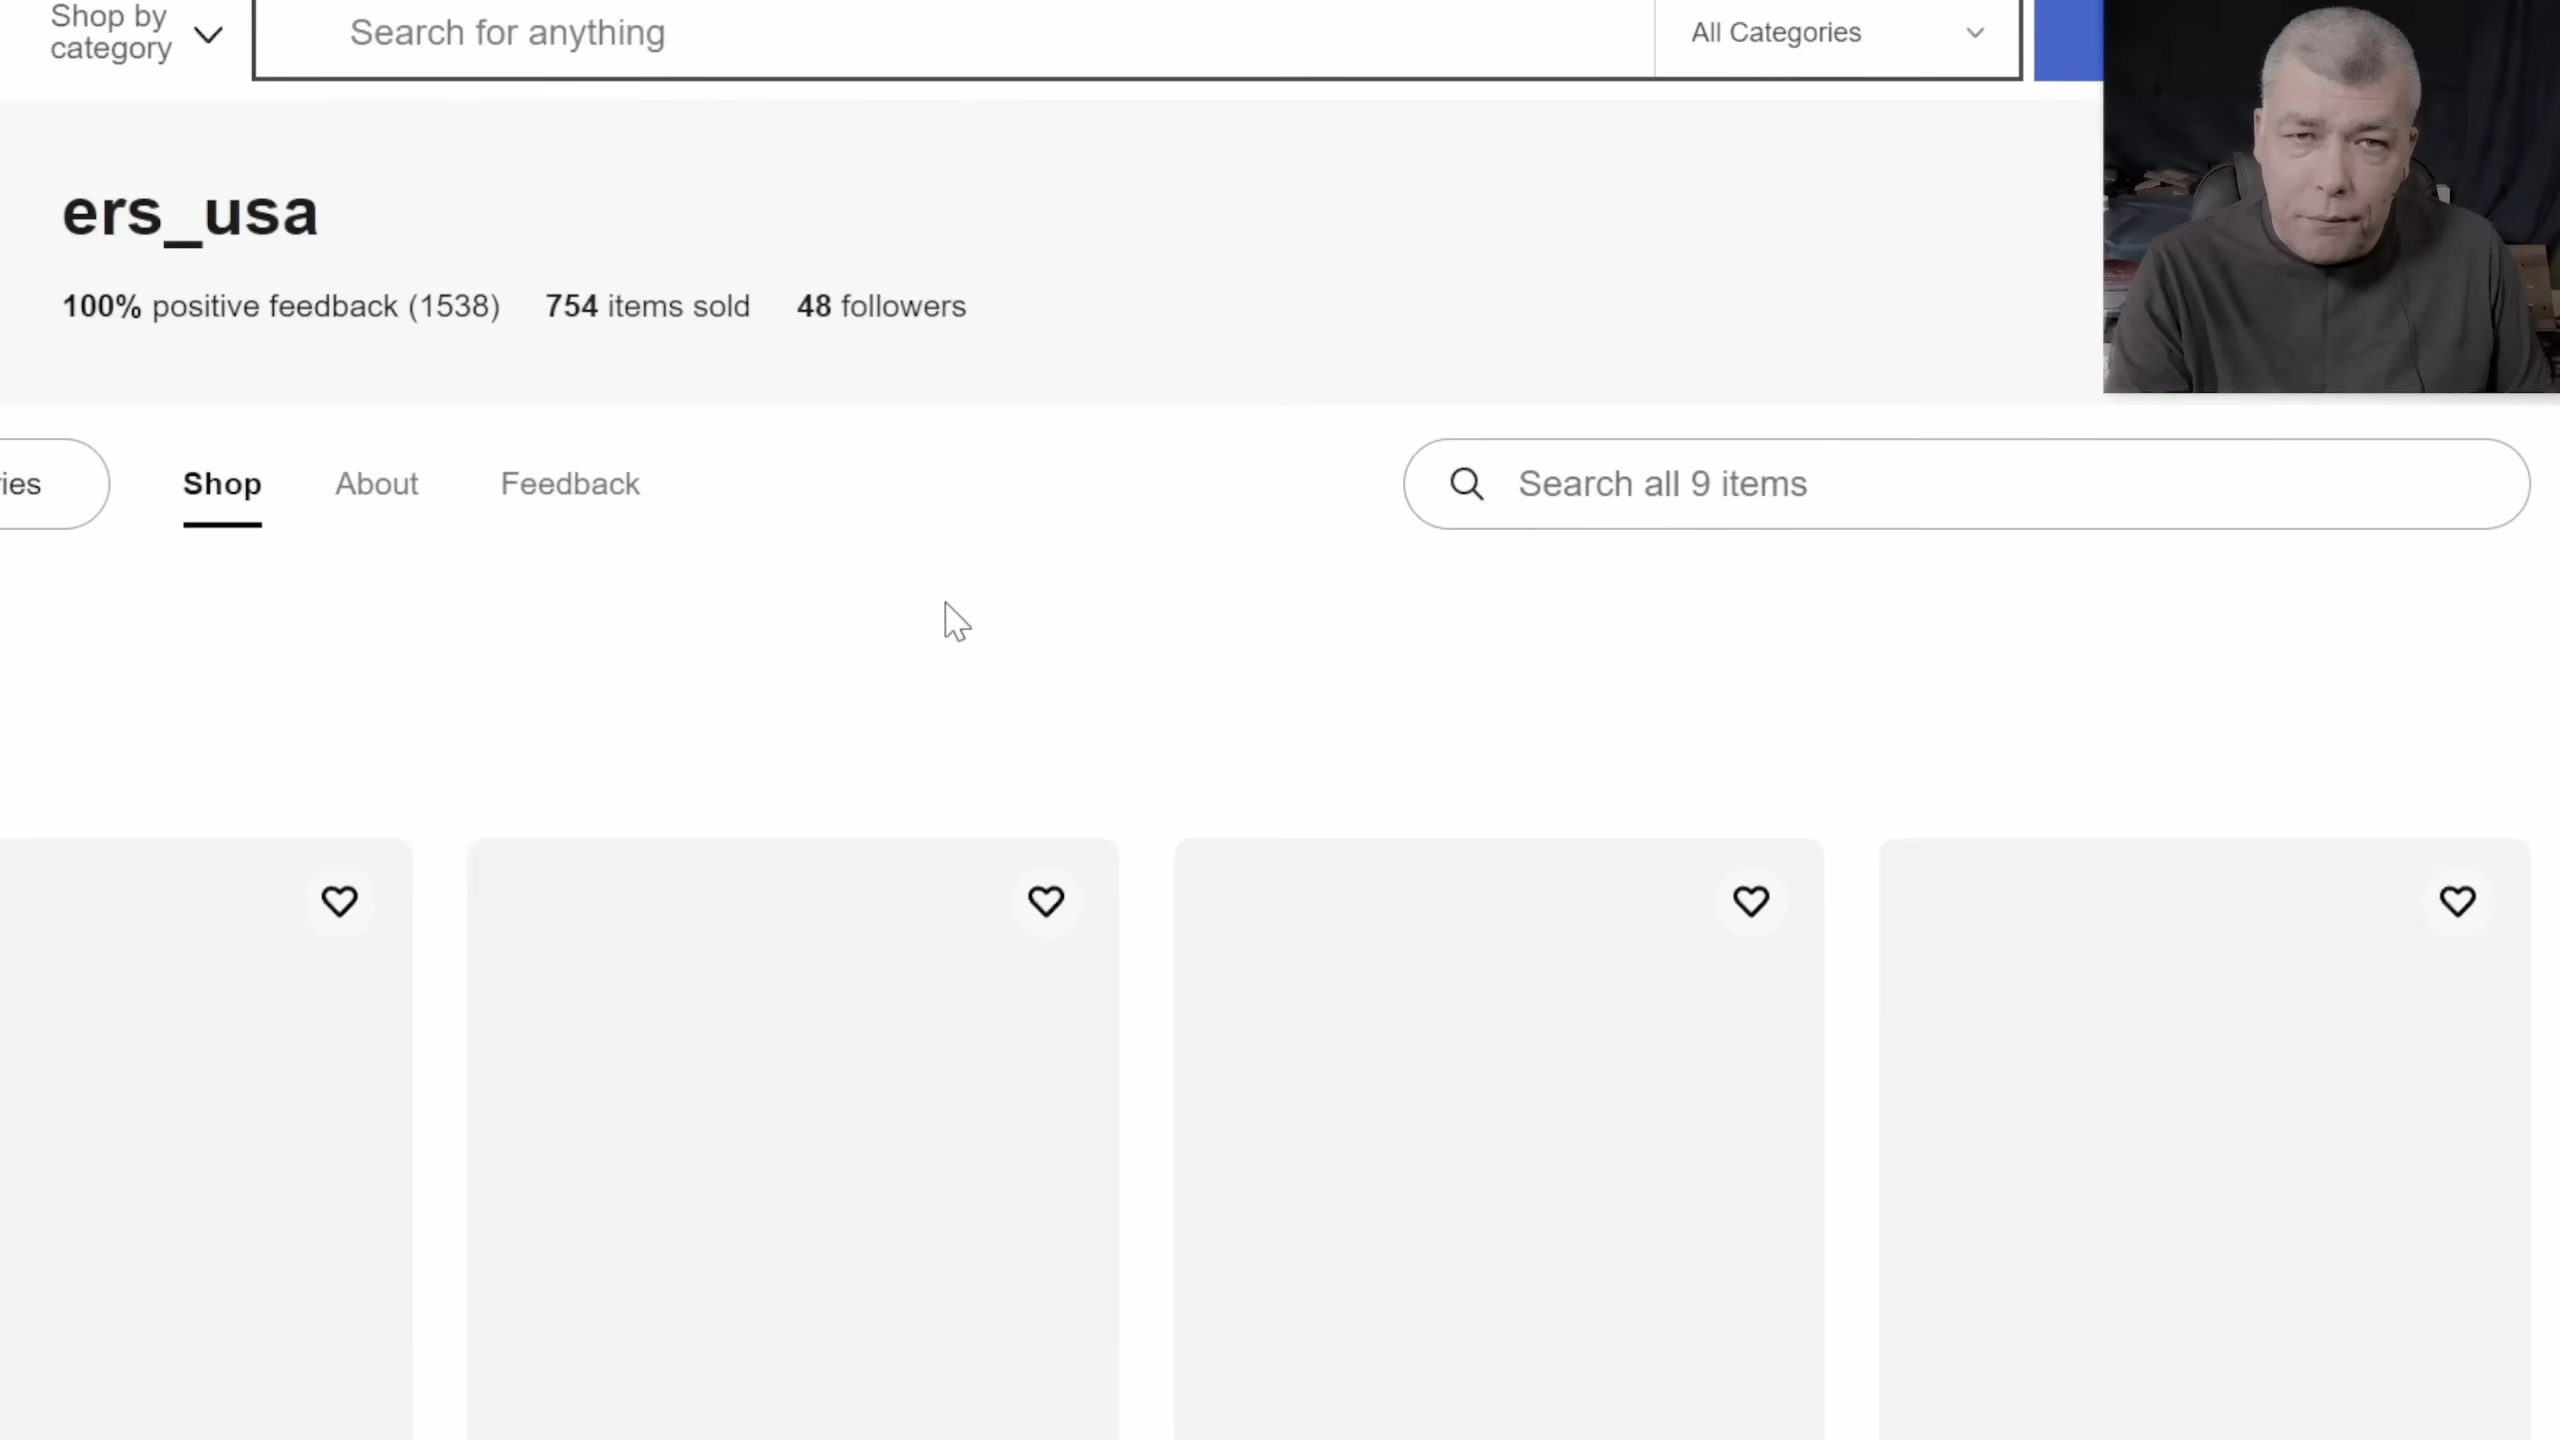 Shop by
category
Search for anything
All Categories
ers_usa
100% positive feedback (1538) 754 items sold 48 followers
ries
Shop About Feedback
Search all 9 items